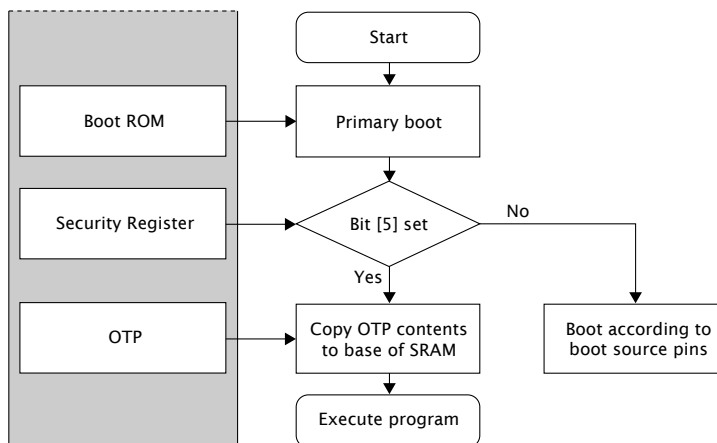 Start
Boot ROM
Primary boot
Security Register
Bit [5] set
No
Yes
OTP
Copy OTP contents
to base of SRAM
Boot according to
boot source pins
Execute program